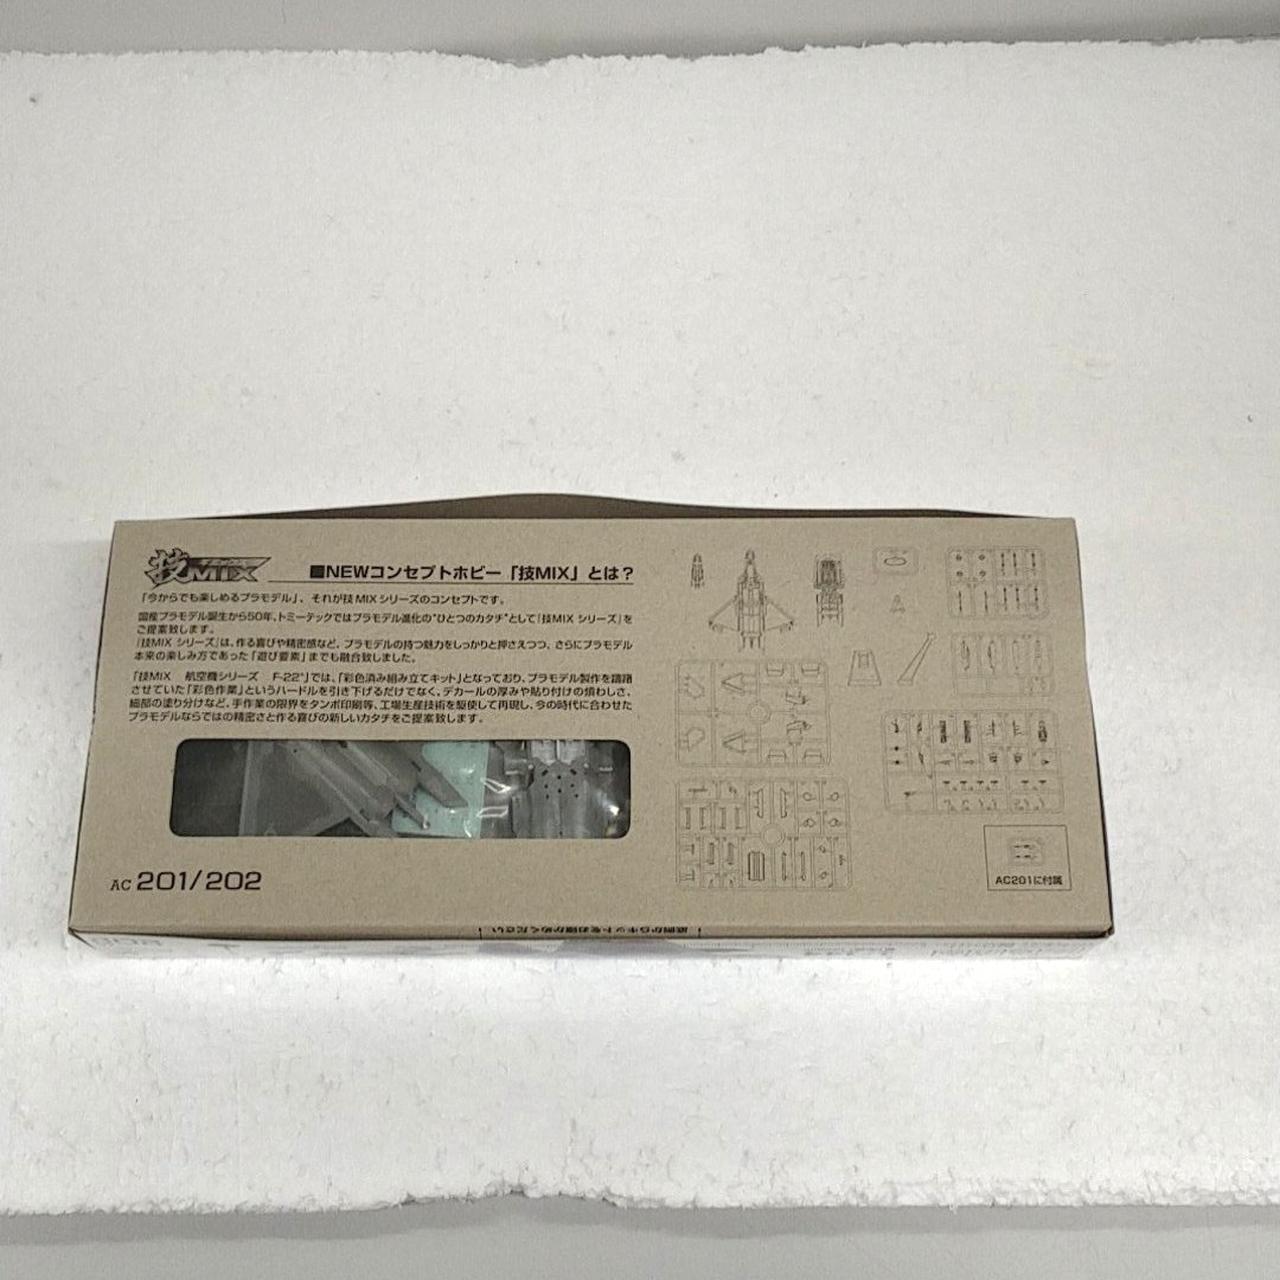 技MIX
■NEWコンセプトホビー「技MIX」とは?
「今からでも楽しめるプラモデル」、それが技MIXシリーズのコンセプトです。
国産プラモデル誕生から50年、トミーテックではプラモデル進化の"ひとつのカタチ"として「技MIX シリーズ」を
ご提案致します。
「技MIX シリーズ」は、作る喜びや精密感など、プラモデルの持つ魅力をしっかりと押さえつつ、さらにプラモデル
本来の楽しみ方であった「遊び要素」までも融合致しました。
「技MIX 航空機シリーズ F-22"」では、「彩色済み組み立てキット」となっており、プラモデル製作を躊躇
させていた「彩色作業」というハードルを引き下げるだけでなく、デカールの厚みや貼り付けの煩わしさ、
細部の塗り分けなど、手作業の限界をタンポ印刷等、工場生産技術を駆使して再現し、今の時代に合わせた
プラモデルならではの精密さと作る喜びの新しいカタチをご提案致します。
AC 201/202
AC201に付属
底面からキットをお確かめください